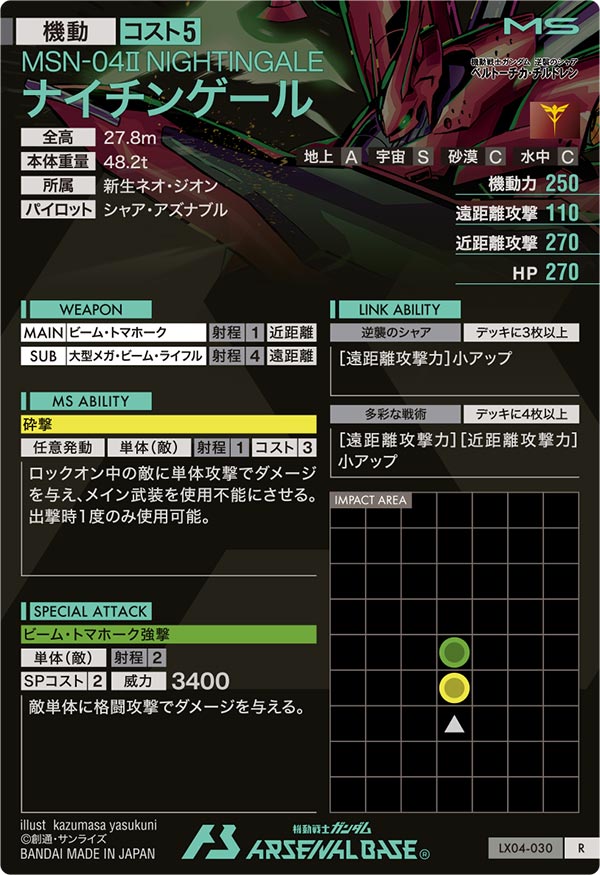 機動 コスト5
MS
MSN-04II NIGHTINGALE
ナイチンゲール
機動戦士ガンダム 逆襲のシャア
ベルトーチカ・チルドレン
全高 27.8m
本体重量 48.2t
所属 新生ネオ・ジオン
パイロット シャア・アズナブル
地上 A 宇宙 S 砂漠 C 水中 C
機動力 250
遠距離攻撃 110
近距離攻撃 270
HP 270
WEAPON
MAIN ビーム・トマホーク 射程 1 近距離
SUB 大型メガ・ビーム・ライフル 射程 4 遠距離
MS ABILITY
砕撃
任意発動 単体(敵) 射程 1 コスト 3
ロックオン中の敵に単体攻撃でダメージ
を与え、メイン武装を使用不能にさせる。
出撃時1度のみ使用可能。
SPECIAL ATTACK
ビーム・トマホーク強撃
単体(敵) 射程 2
SPコスト 2 威力 3400
敵単体に格闘攻撃でダメージを与える。
LINK ABILITY
逆襲のシャア デッキに3枚以上
[遠距離攻撃力]小アップ
多彩な戦術 デッキに4枚以上
[遠距離攻撃力][近距離攻撃力]
小アップ
IMPACT AREA
illust kazumasa yasukuni
©創通・サンライズ
BANDAI MADE IN JAPAN
機動戦士ガンダム
ARSENAL BASE®
LX04-030 R